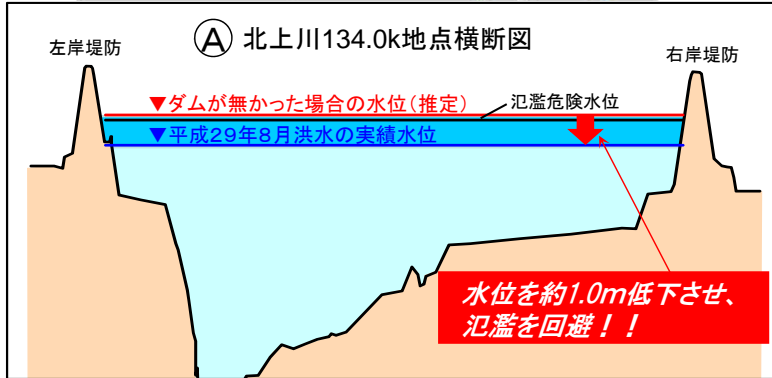 Ⓐ 北上川134.0k地点横断図
左岸堤防
右岸堤防
▼ダムが無かった場合の水位(推定)
氾濫危険水位
▼平成29年8月洪水の実績水位
水位を約1.0m低下させ、
氾濫を回避！！